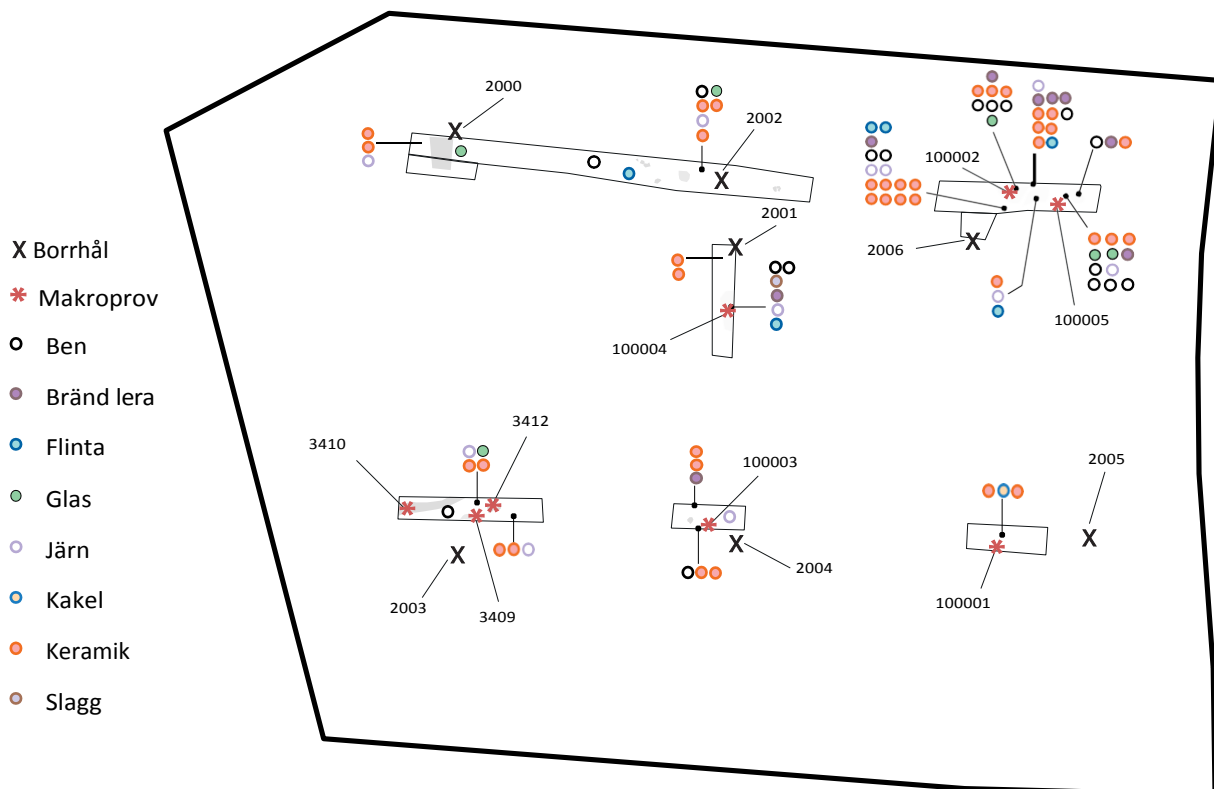 2000
2002
100002
2001
2006
100004
100005
X Borrhål
Makroprov
Ben
Bränd lera
Flinta
Glas
Järn
Kakel
Keramik
Slagg
3410
3412
100003
2005
2003
3409
2004
100001